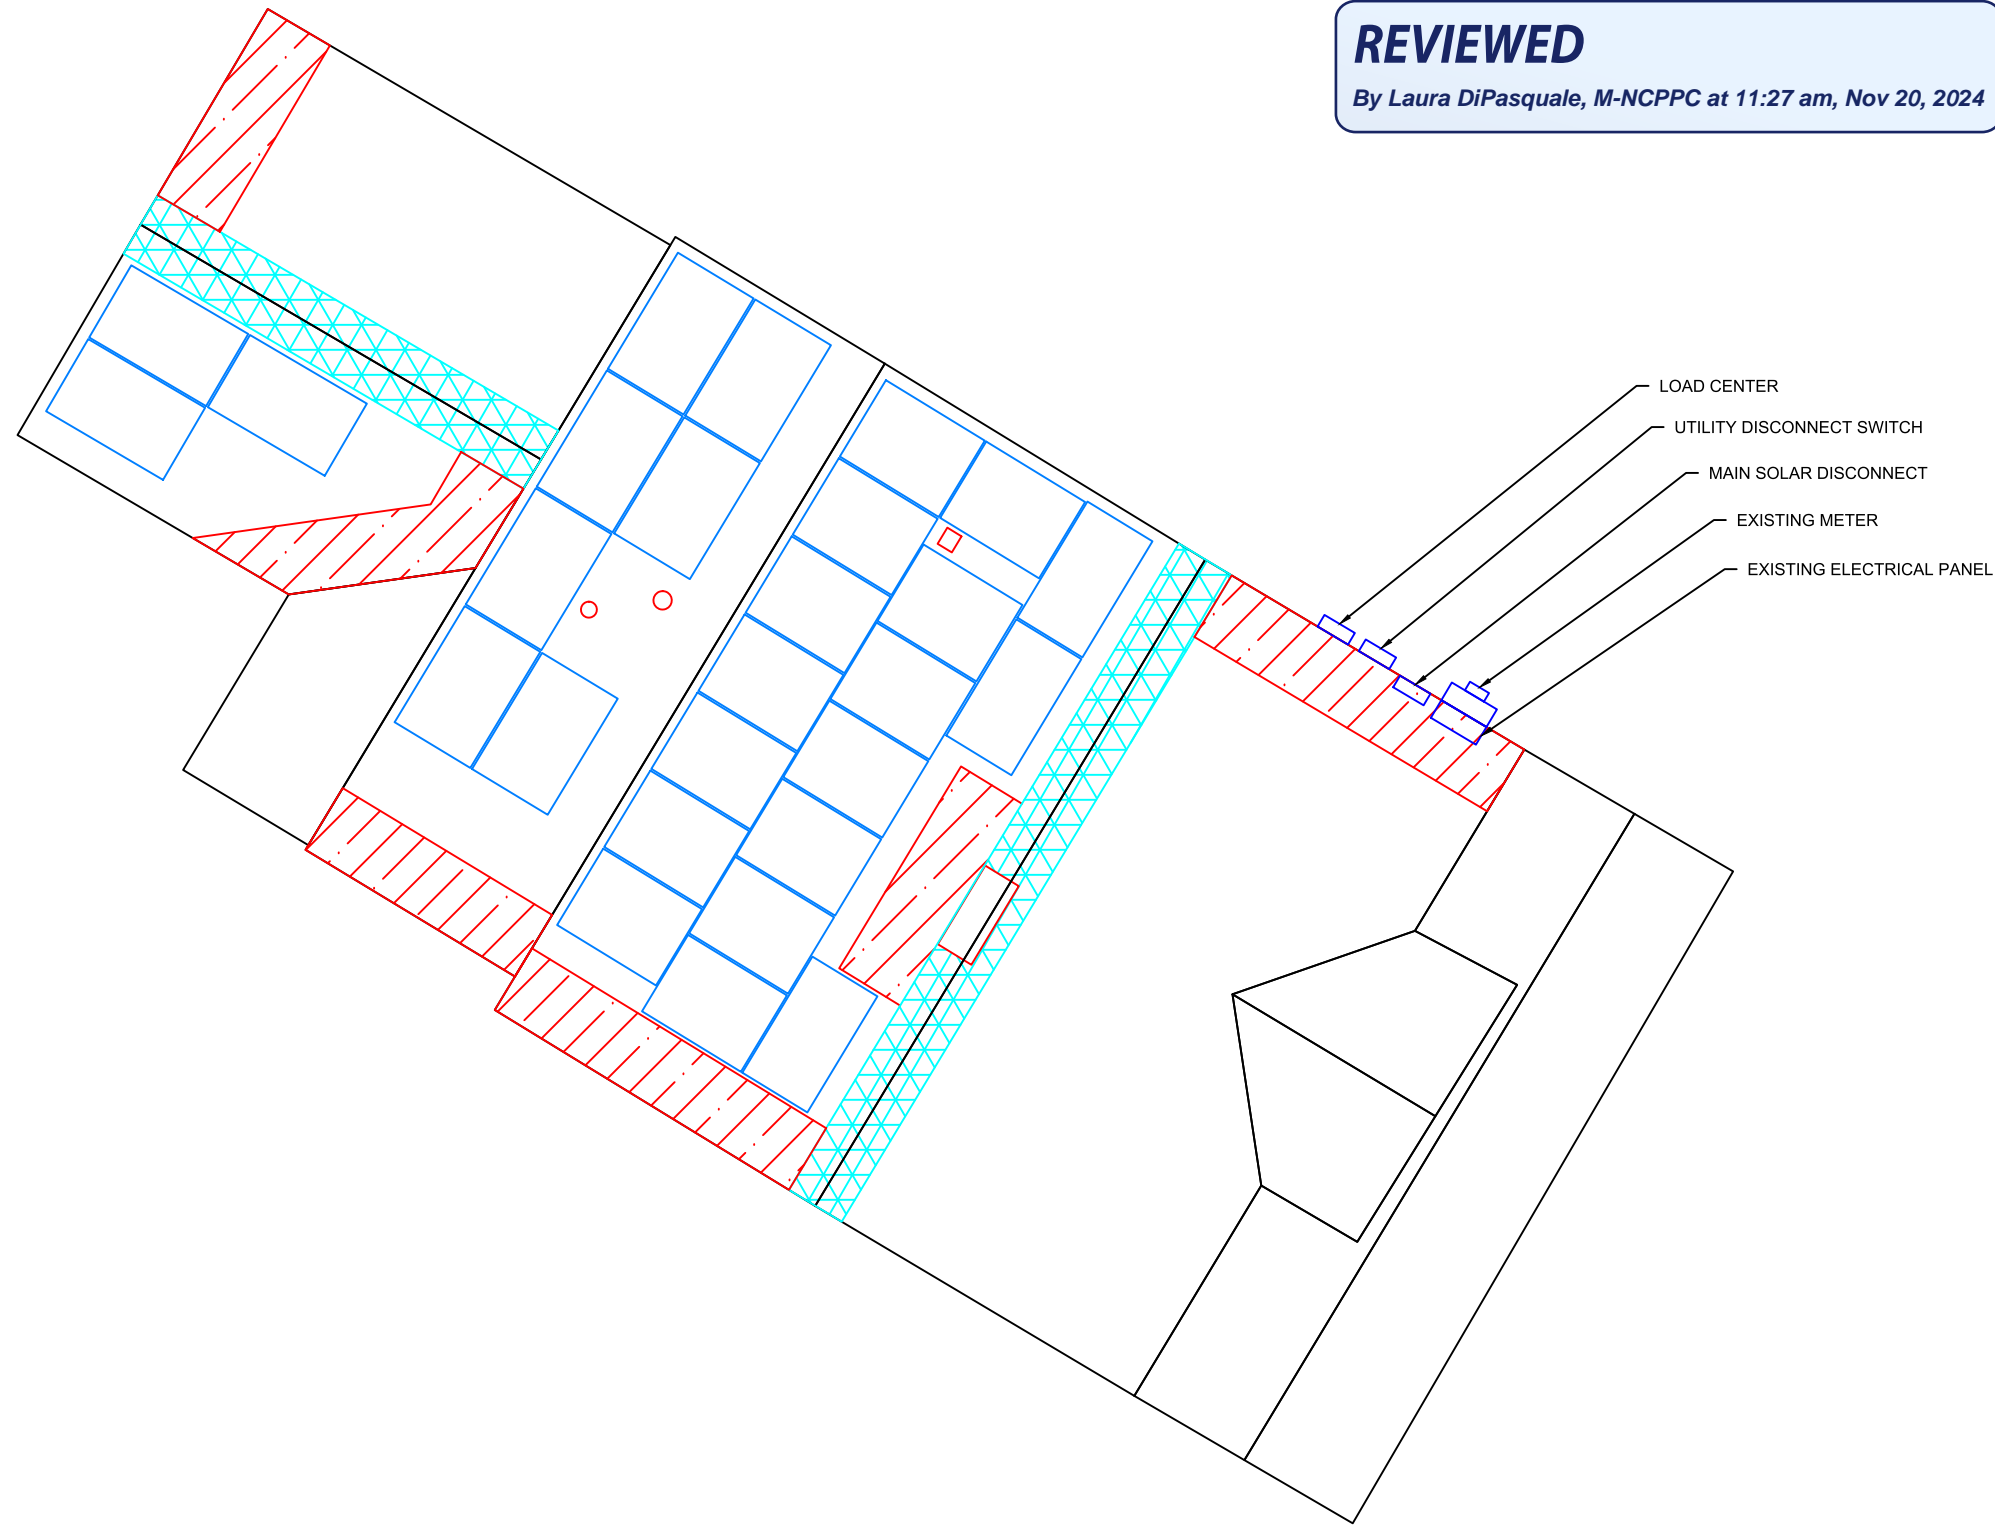 REVIEWED
By Laura DiPasquale, M-NCPPC at 11:27 am, Nov 20, 2024
LOAD CENTER
UTILITY DISCONNECT SWITCH
MAIN SOLAR DISCONNECT
EXISTING METER
EXISTING ELECTRICAL PANEL